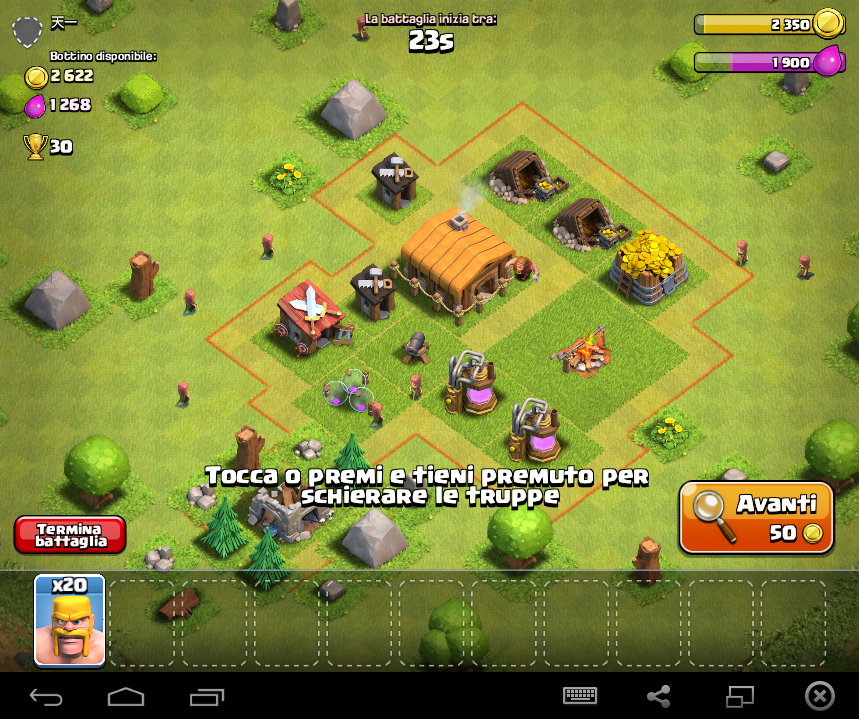 天一
La battaglia inizia tra:
23s
2 350
Bottino disponibile:
2 622
1 900
1 268
30
Tocca o premi e tieni premuto per
schierare le truppe
Avanti
50
Termina
battaglia
x20